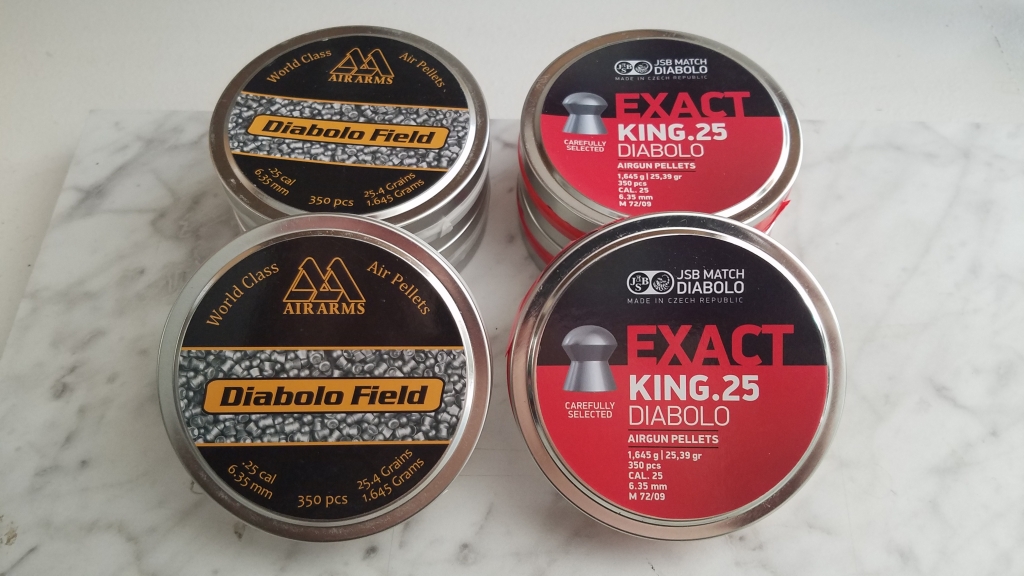 World Class
Air Pellets
AIR ARMS
Diabolo Field
.25 cal
6.35 mm
350 pcs
25.4 Grains
1.645 Grams
JSB MATCH
DIABOLO
MADE IN CZECH REPUBLIC
EXACT
KING.25
DIABOLO
CAREFULLY
SELECTED
AIRGUN PELLETS
1,645 g | 25,39 gr
350 pcs
CAL. 25
6.35 mm
M 72/09
World Class
Air Pellets
AIR ARMS
Diabolo Field
.25 cal
6.35 mm
350 pcs
25.4 Grains
1.645 Grams
JSB
JSB MATCH
DIABOLO
MADE IN CZECH REPUBLIC
EXACT
KING.25
DIABOLO
CAREFULLY
SELECTED
AIRGUN PELLETS
1,645 g | 25,39 gr
350 pcs
CAL. 25
6.35 mm
M 72/09